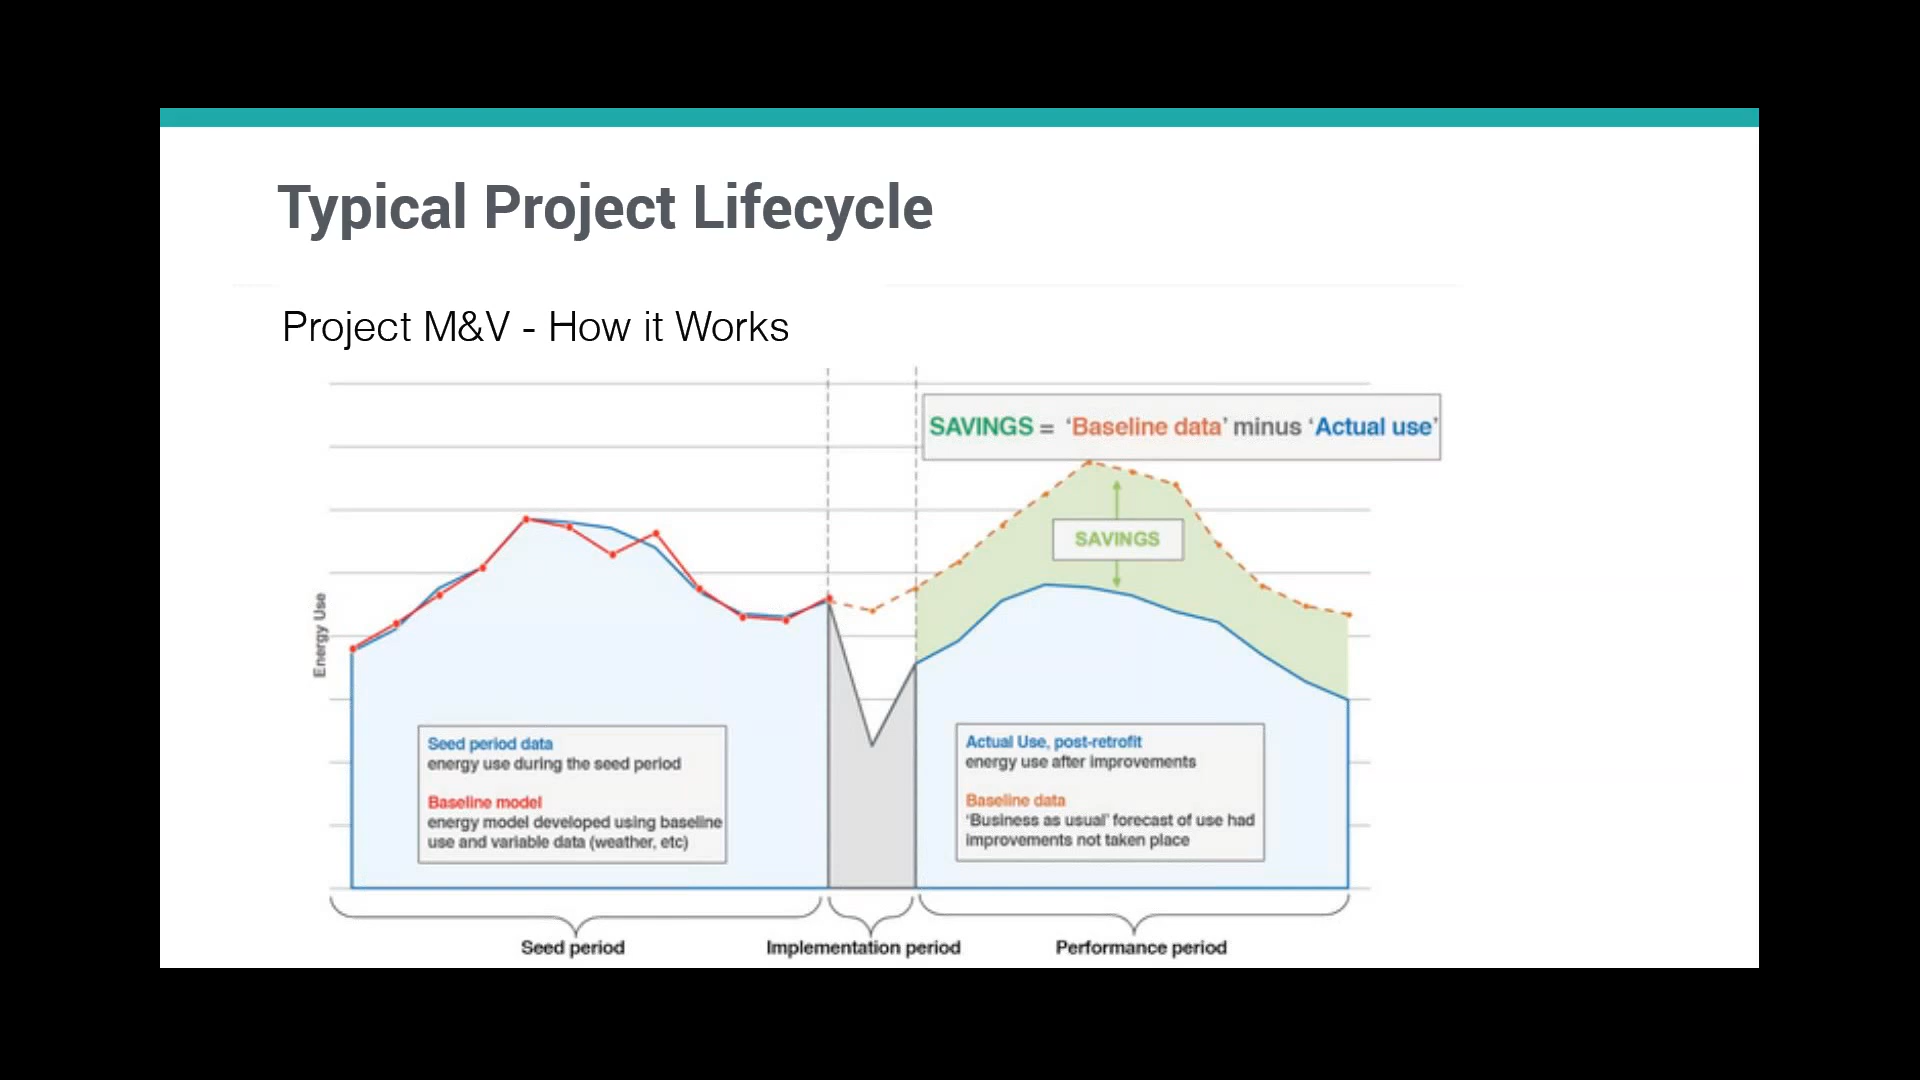 Typical Project Lifecycle
Project M&V - How it Works
SAVINGS = ‘Baseline data’ minus ‘Actual use’
SAVINGS
Energy Use
Seed period data
energy use during the seed period
Baseline model
energy model developed using baseline
use and variable data (weather, etc)
Actual Use, post-retrofit
energy use after improvements
Baseline data
‘Business as usual’ forecast of use had
improvements not taken place
Seed period
Implementation period
Performance period